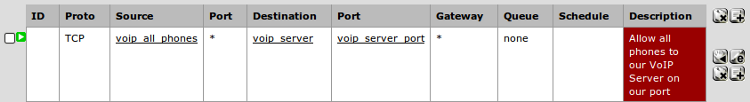 ID Proto Source Port Destination Port Gateway Queue Schedule Description
TCP voip_all_phones * voip_server voip_server_port * none Allow all
phones to
our VoIP
Server on
our port